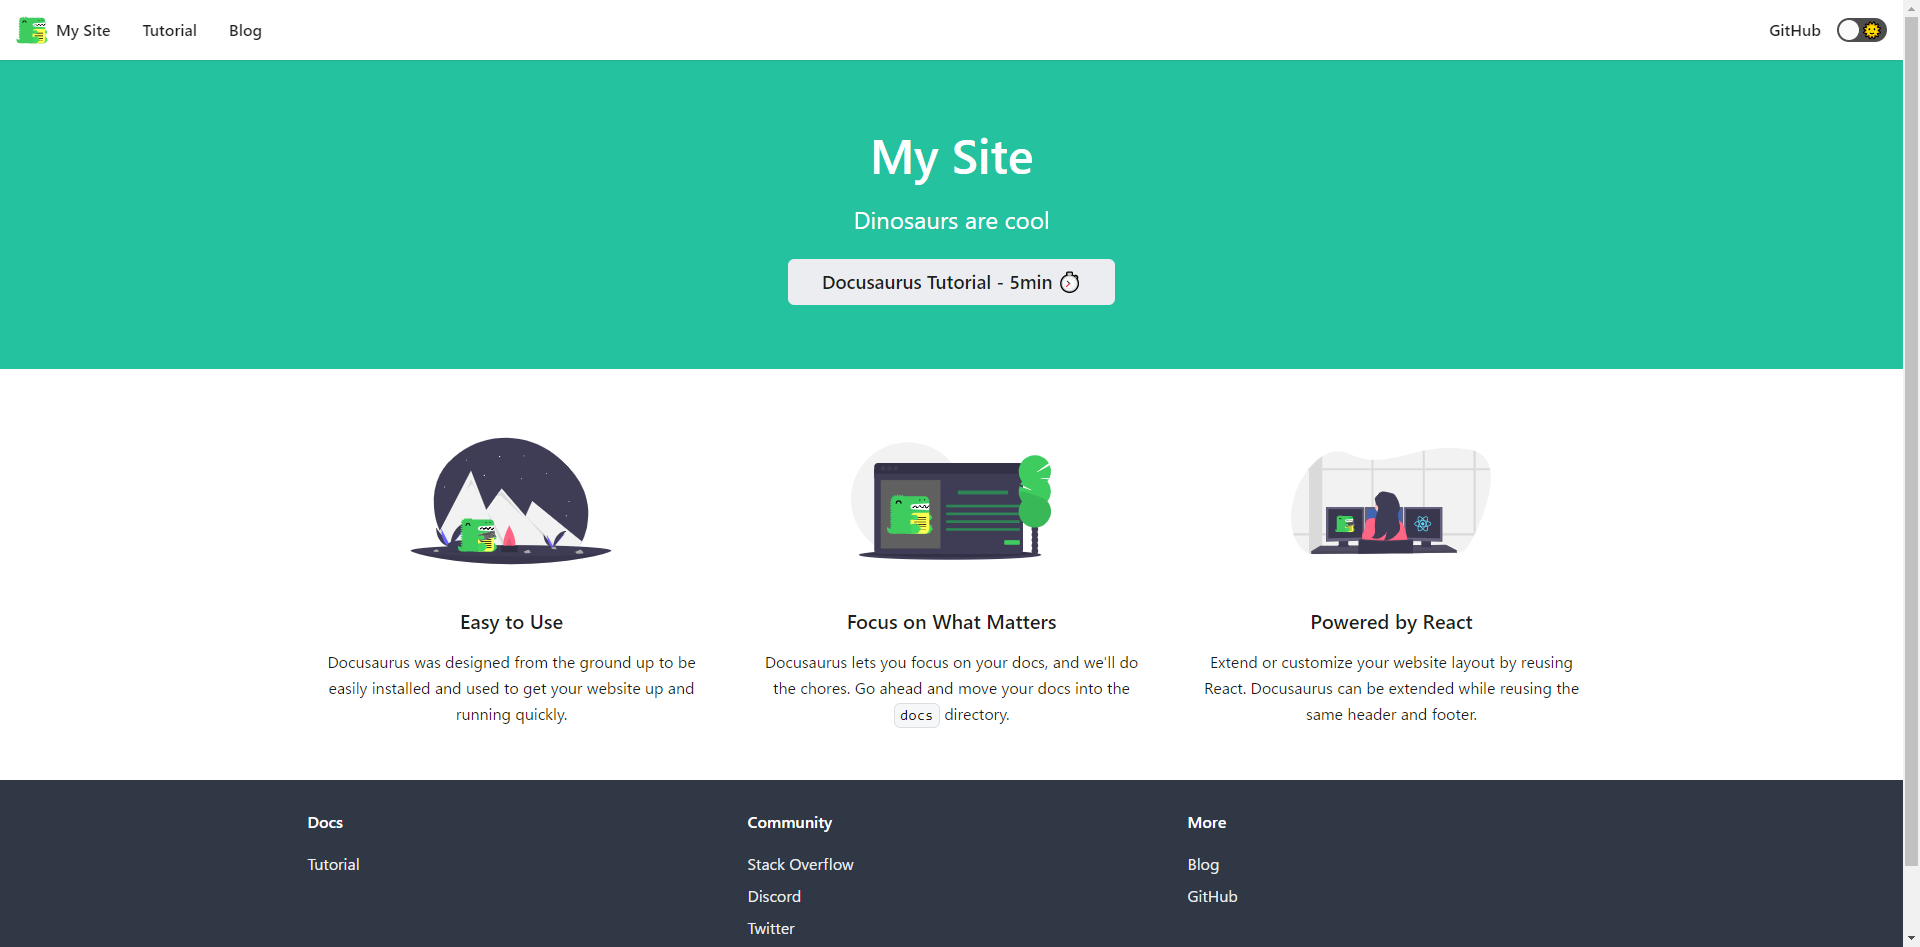 My Site
Tutorial
Blog
GitHub
My Site
Dinosaurs are cool
Docusaurus Tutorial - 5min ⏱️
Easy to Use
Docusaurus was designed from the ground up to be
easily installed and used to get your website up and
running quickly.
Focus on What Matters
Docusaurus lets you focus on your docs, and we'll do
the chores. Go ahead and move your docs into the
docs directory.
Powered by React
Extend or customize your website layout by reusing
React. Docusaurus can be extended while reusing the
same header and footer.
Docs
Tutorial
Community
Stack Overflow
Discord
Twitter
More
Blog
GitHub